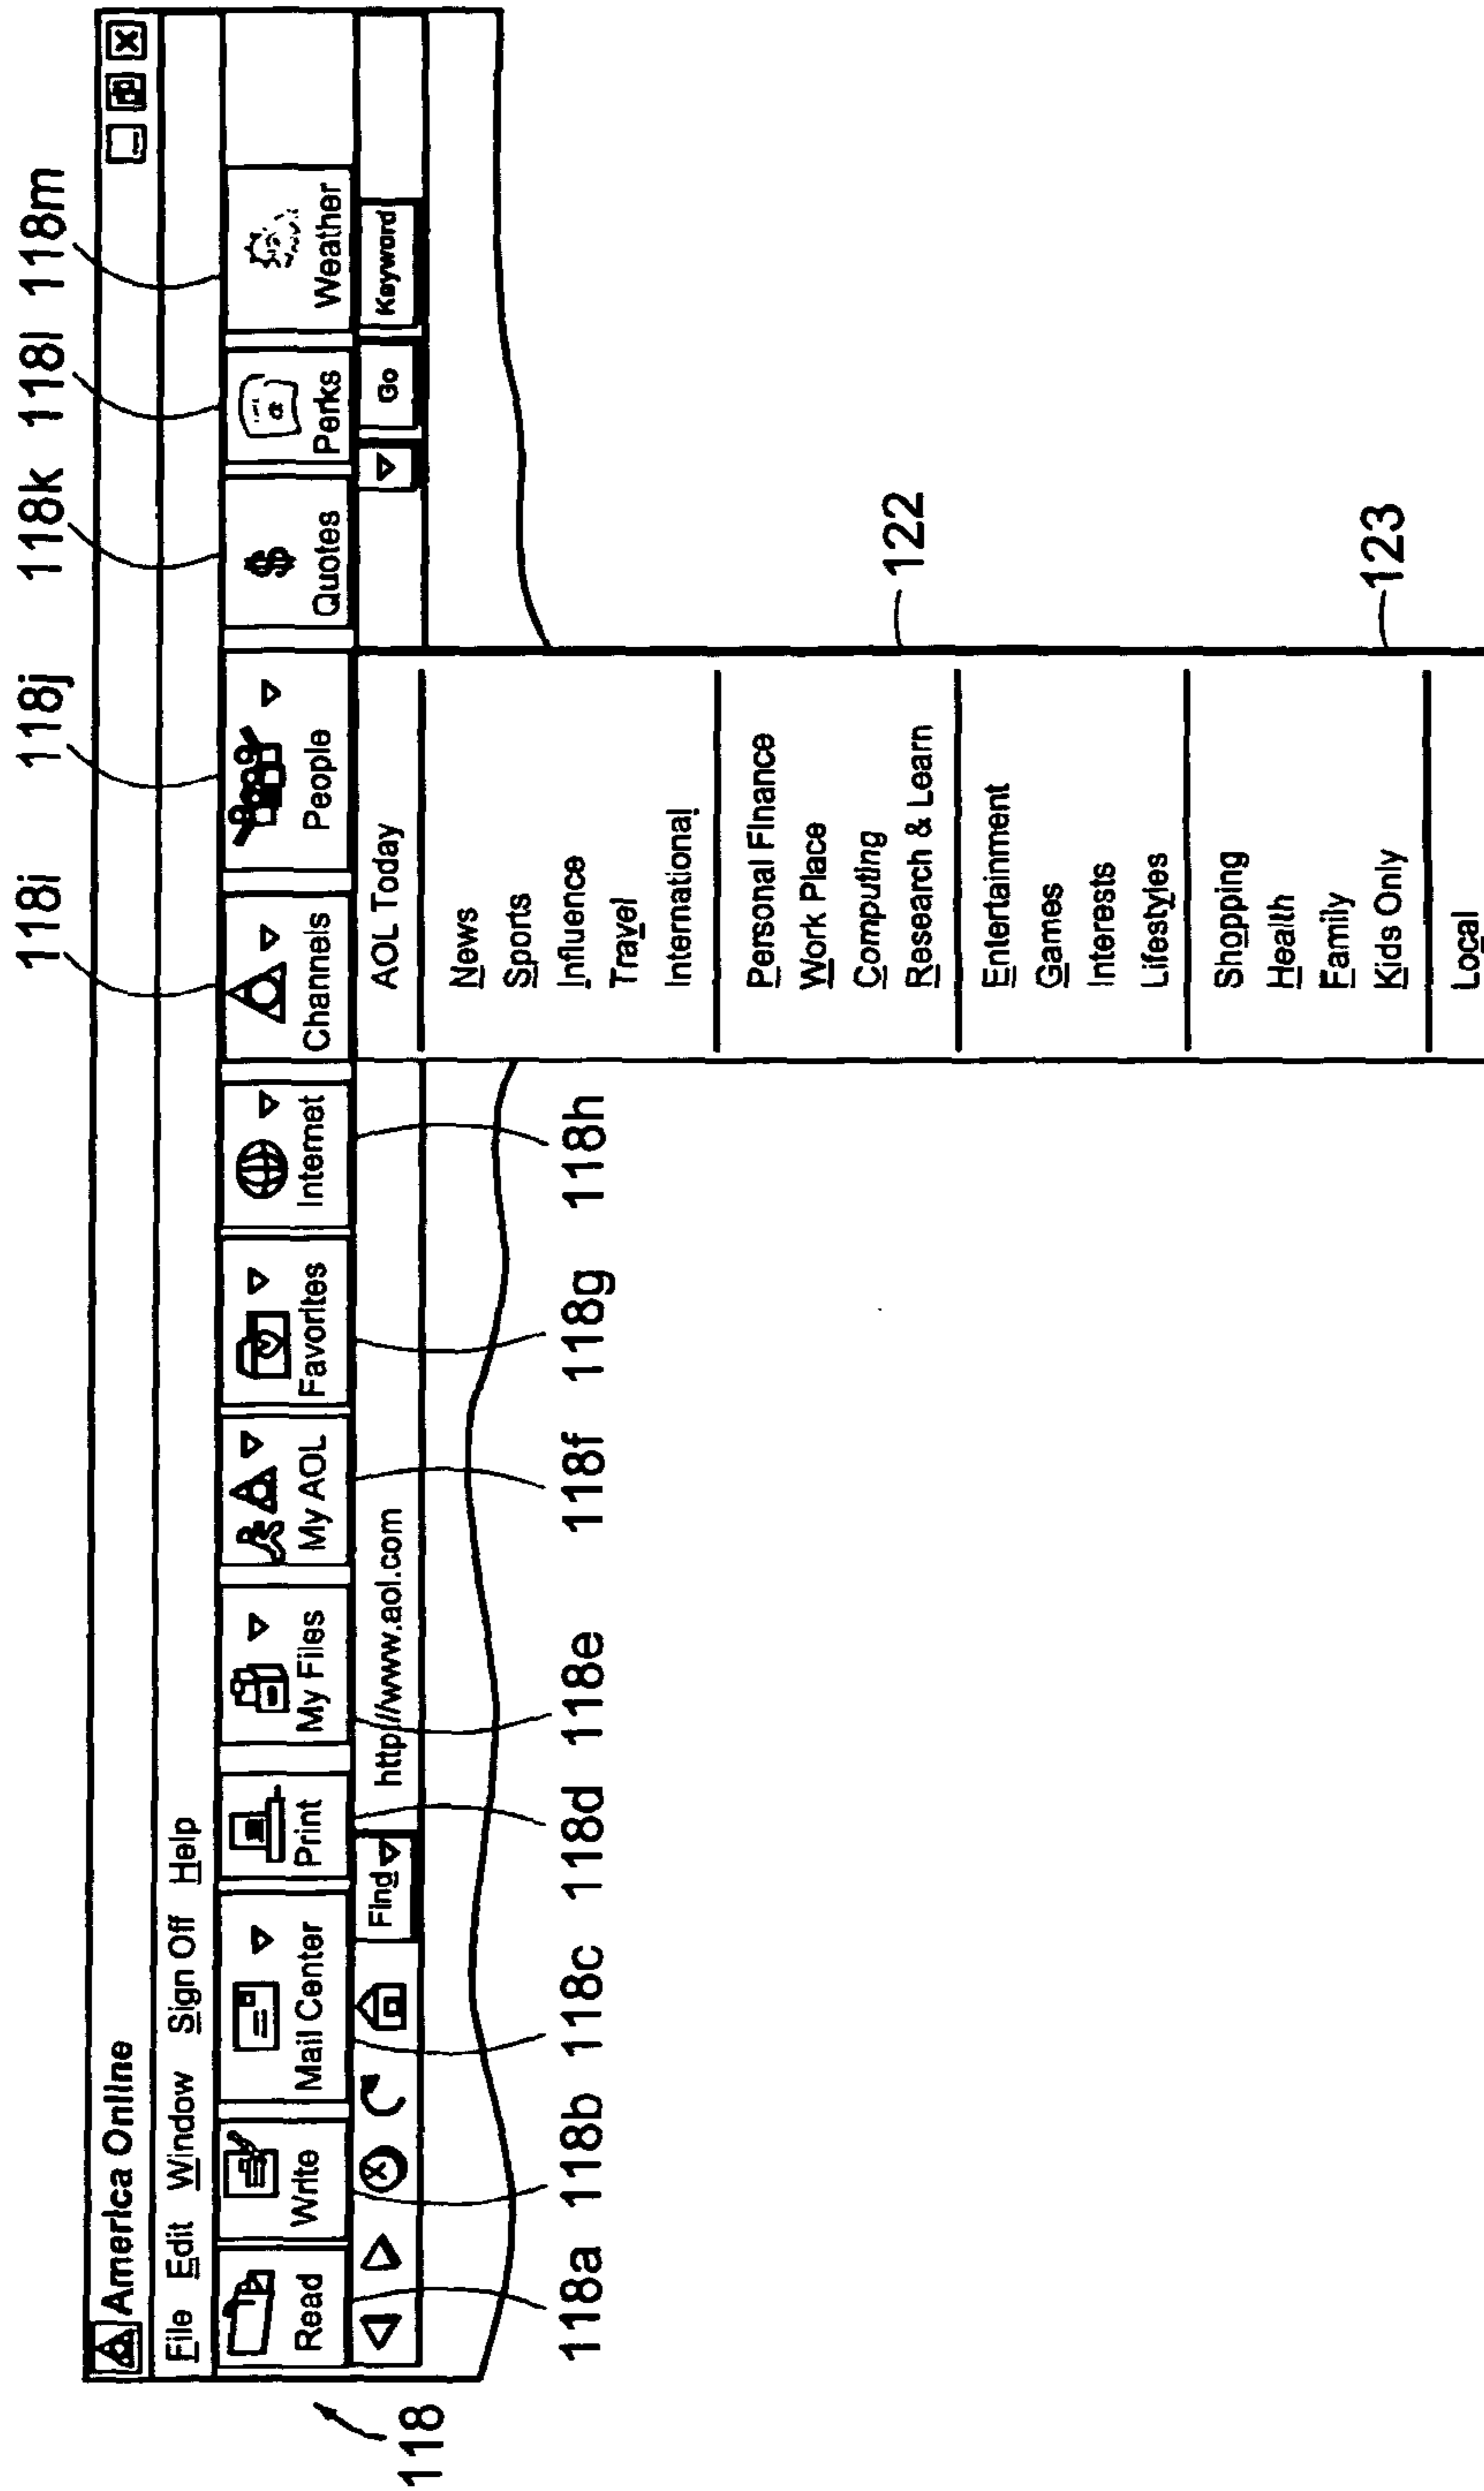 118i 118j 118k 118l 118m
America Online
File Edit Window Sign Off Help
Read Write Mail Center Print My Files My AOL Favorites Internet Channels People Quotes Perks Weather
Find http://www.aol.com Go Keyword
118
118a 118b 118c 118d 118e 118f 118g 118h
AOL Today
News
Sports
Influence
Travel
International
Personal Finance
Work Place
122
Computing
Research & Learn
Entertainment
Games
Interests
Lifestyles
Shopping
Health
Family
Kids Only
123
Local